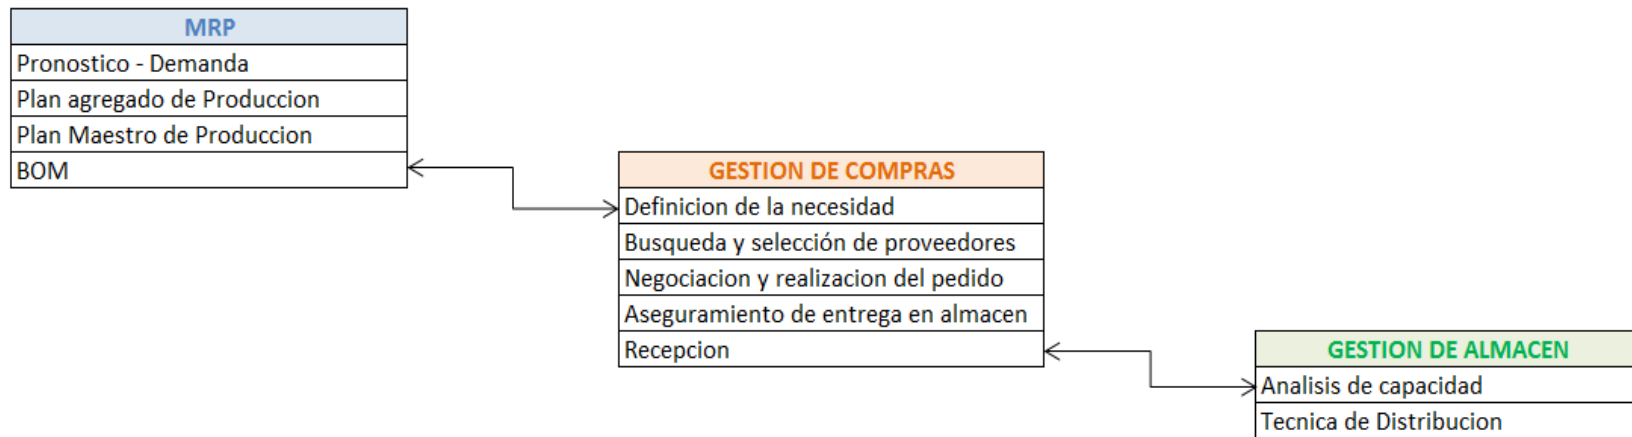 MRP
Pronostico - Demanda
Plan agregado de Produccion
Plan Maestro de Produccion
BOM
GESTION DE COMPRAS
Definicion de la necesidad
Busqueda y selección de proveedores
Negociacion y realizacion del pedido
Aseguramiento de entrega en almacen
Recepcion
GESTION DE ALMACEN
Analisis de capacidad
Tecnica de Distribucion